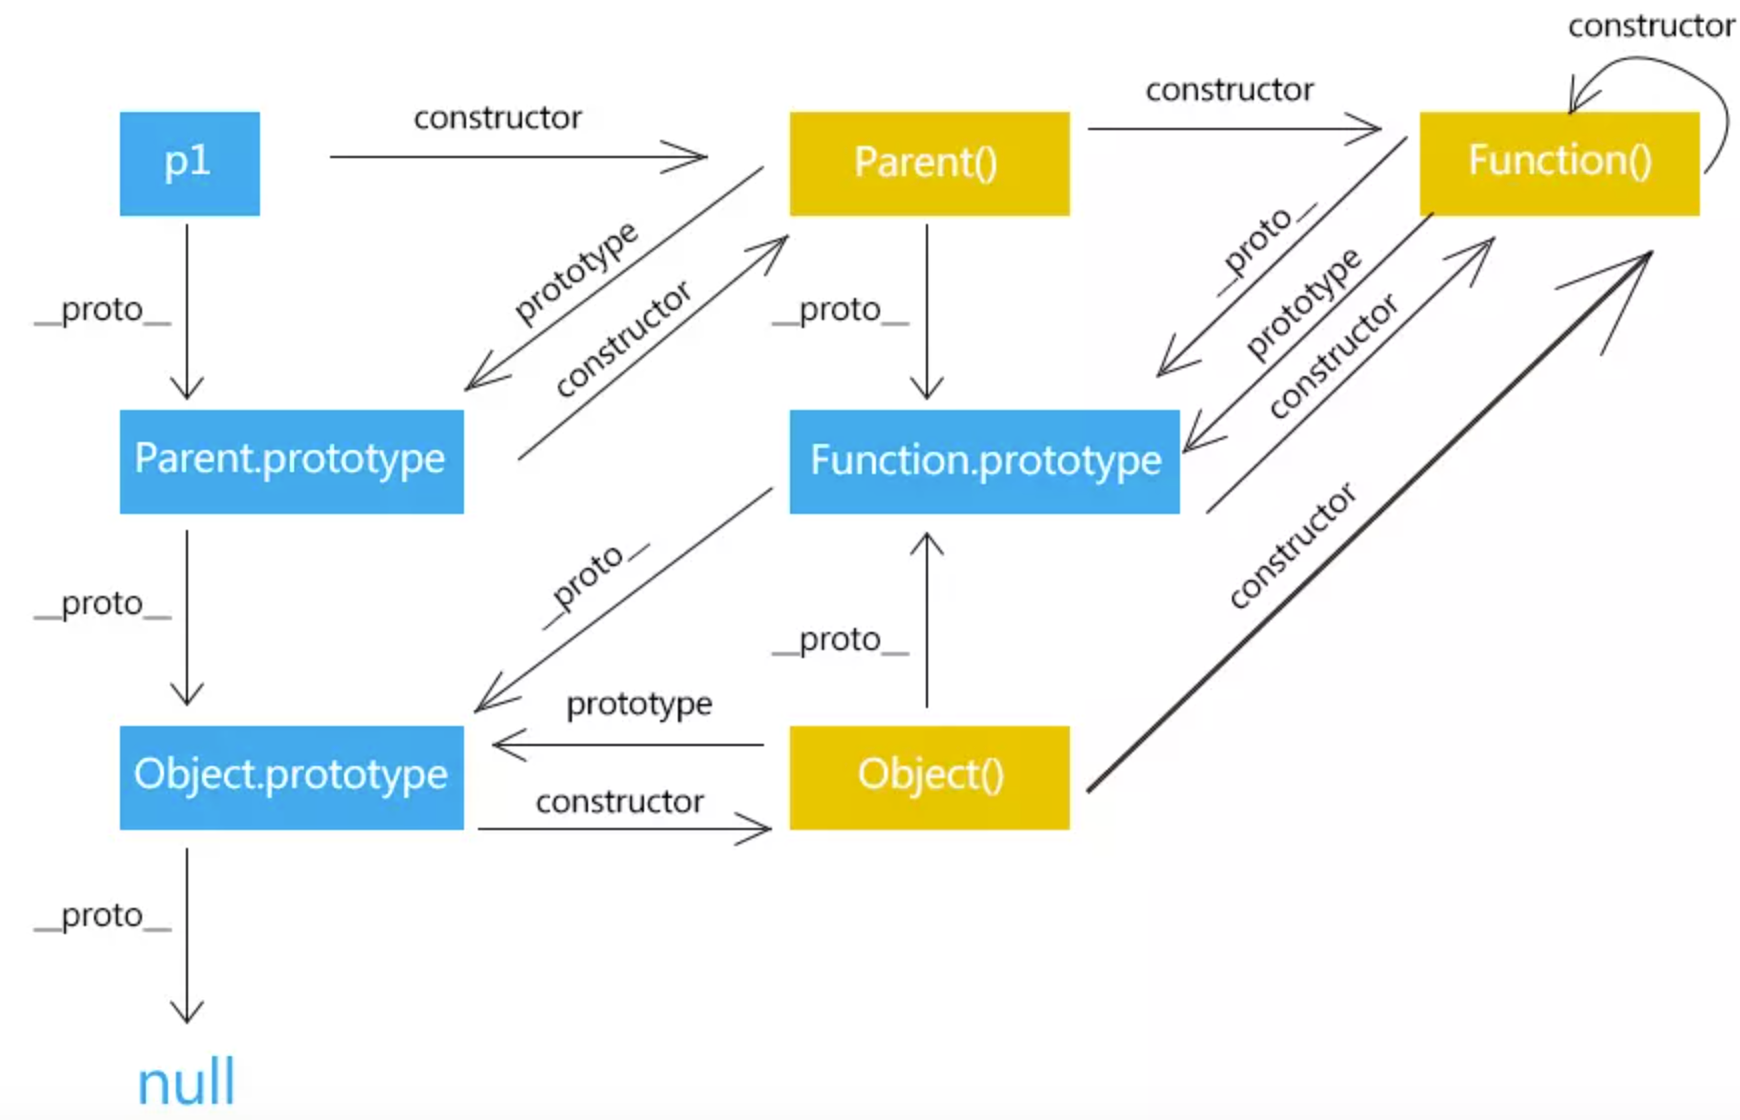 constructor
constructor
constructor
p1
Parent()
Function()
__proto__
prototype
constructor
__proto__
__proto__
prototype
constructor
Parent.prototype
Function.prototype
__proto__
__proto__
__proto__
constructor
prototype
Object.prototype
Object()
constructor
__proto__
null